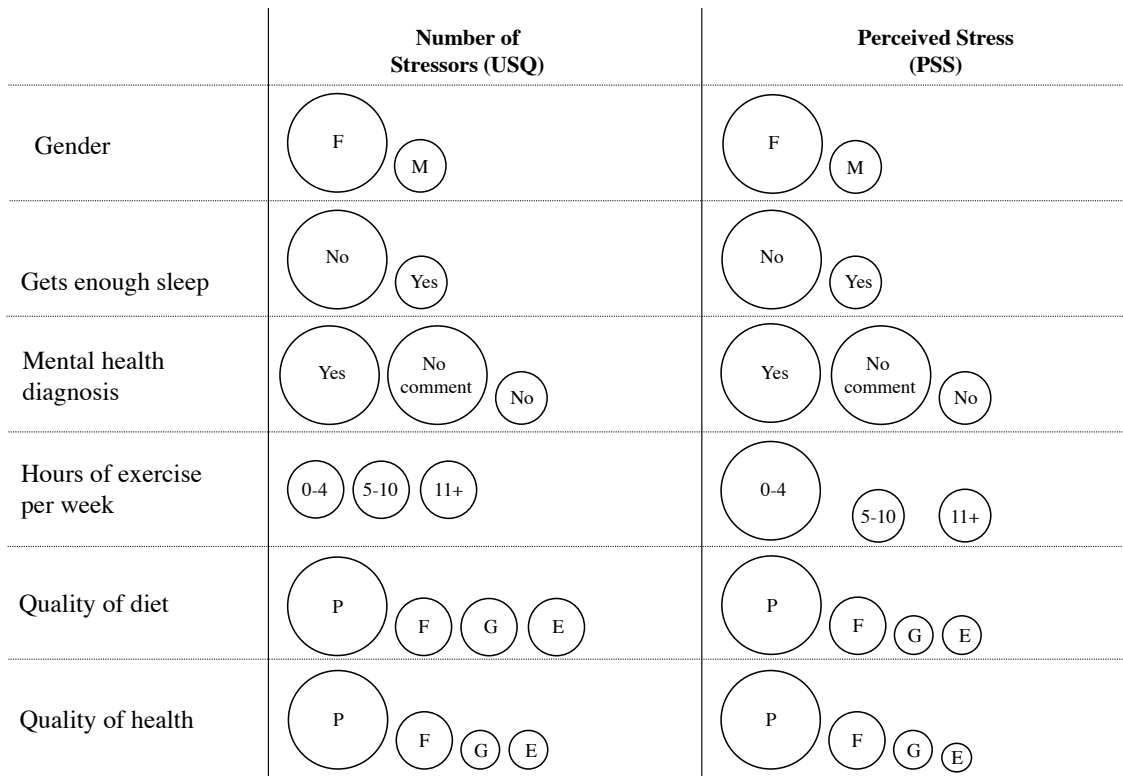 Number of
Stressors (USQ)
Perceived Stress
(PSS)
Gender
F
M
F
M
Gets enough sleep
No
Yes
No
Yes
Mental health
diagnosis
Yes
No
comment
No
Yes
No
comment
No
Hours of exercise
per week
0-4
5-10
11+
0-4
5-10
11+
Quality of diet
P
F
G
E
P
F
G
E
Quality of health
P
F
G
E
P
F
G
E